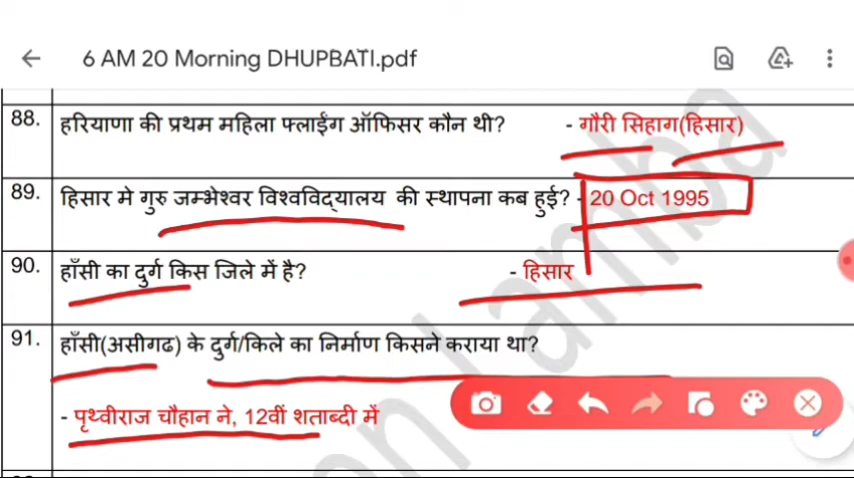 6 AM 20 Morning DHUPBATI.pdf
88. हरियाणा की प्रथम महिला फ्लाईंग ऑफिसर कौन थी? - गौरी सिहाग(हिसार)
89. हिसार मे गुरु जम्भेश्वर विश्वविद्यालय की स्थापना कब हुई? - 20 Oct 1995
90. हाँसी का दुर्ग किस जिले में है? - हिसार
91. हाँसी(असीगढ) के दुर्ग/किले का निर्माण किसने कराया था?
- पृथ्वीराज चौहान ने, 12वीं शताब्दी में
Lamba